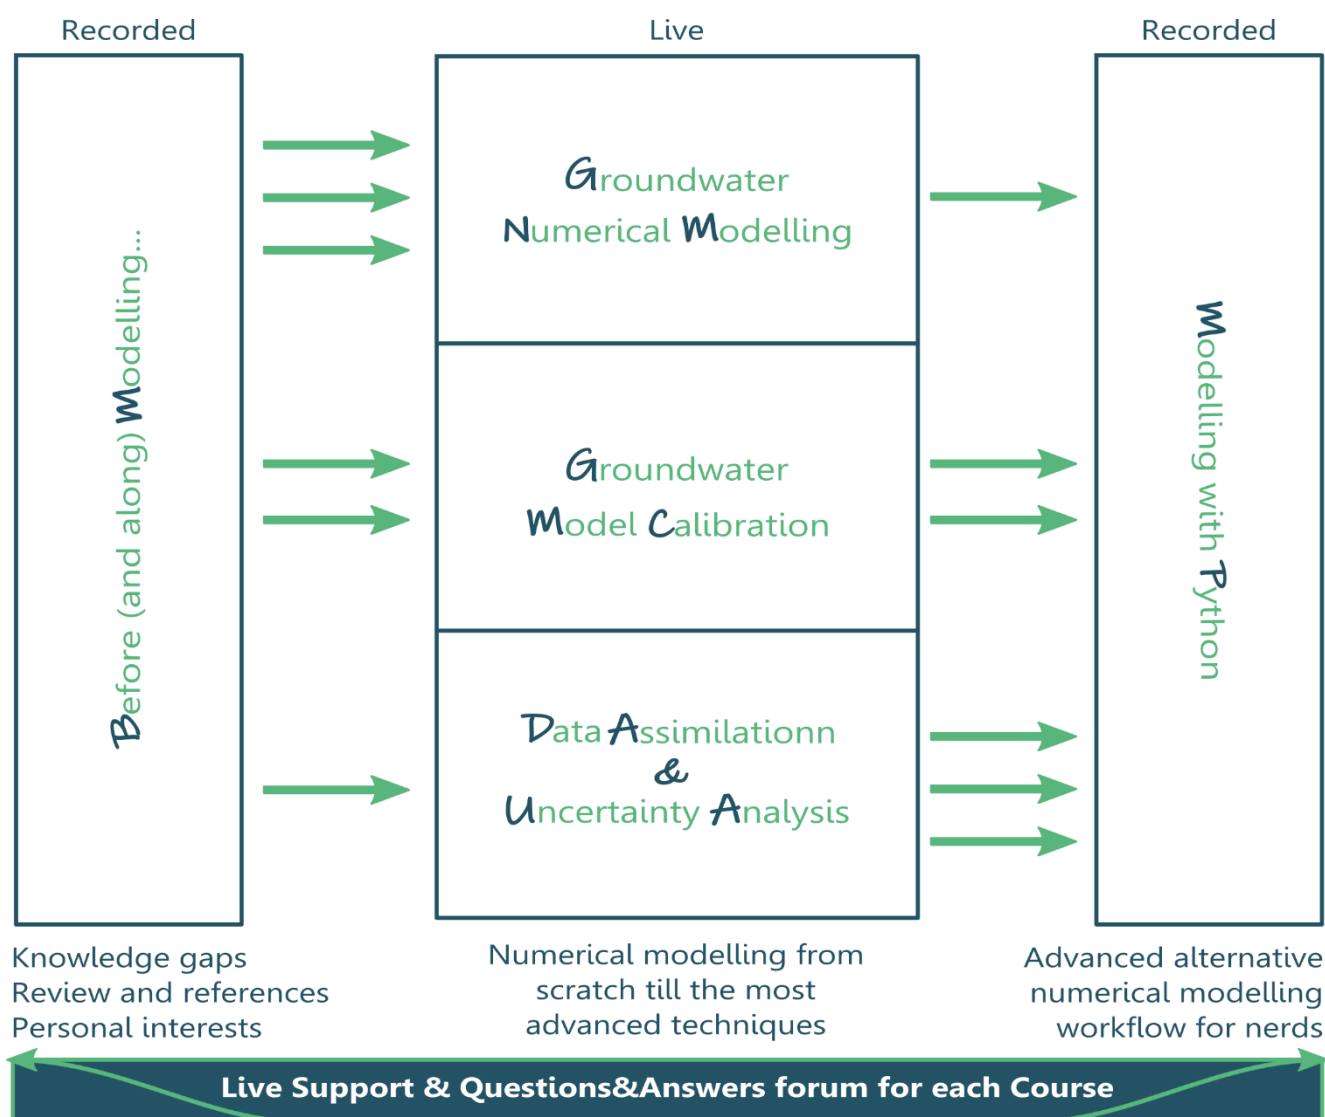 Recorded
Live
Recorded
Before (and along) Modelling...
Groundwater
Numerical Modelling
Groundwater
Model Calibration
Data Assimilationn
&
Uncertainty Analysis
Modelling with Python
Knowledge gaps
Review and references
Personal interests
Numerical modelling from
scratch till the most
advanced techniques
Advanced alternative
numerical modelling
workflow for nerds
Live Support & Questions&Answers forum for each Course